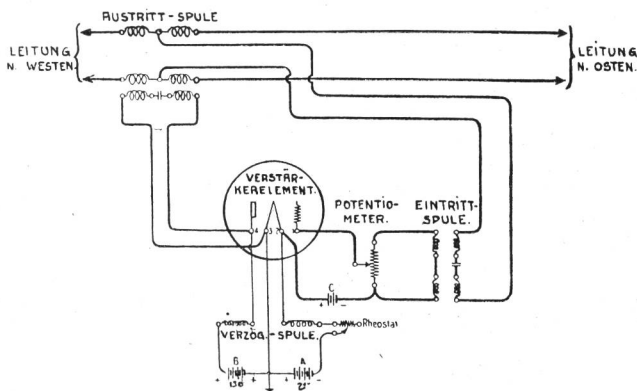 AUSTRITT-SPULE
LEITUNG
N. WESTEN.
LEITUNG
N. OSTEN.
VERSTÄR-
KERELEMENT.
POTENTIO-
METER.
EINTRITT-
SPULE.
4 3 2 1
C
+ -
Rheostat
VERZÖG.-SPULE.
B
A
+ + + -
130